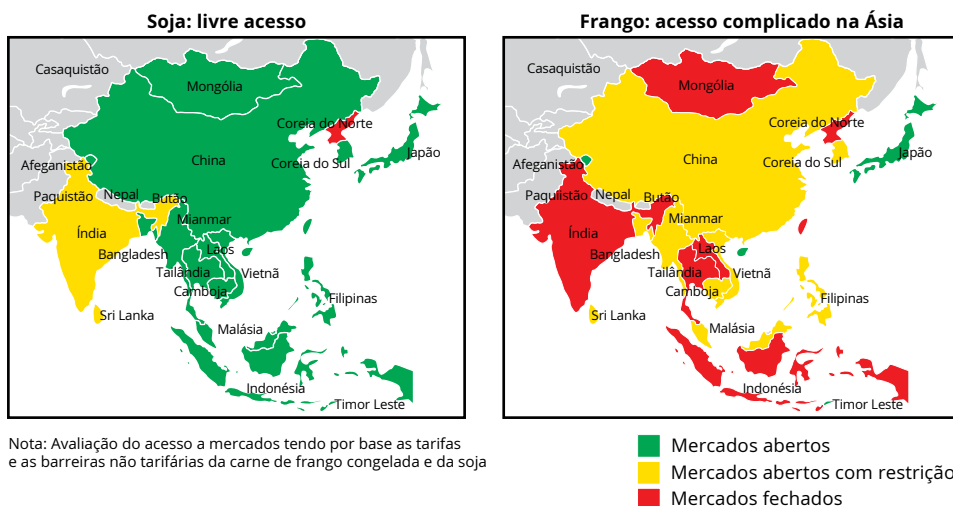 Soja: livre acesso
Casaquistão
Mongólia
Coreia do Norte
China
Coreia do Sul
Japão
Afeganistão
Paquistão
Nepal
Butão
Índia
Mianmar
Bangladesh
Laos
Tailândia
Vietnã
Camboja
Filipinas
Sri Lanka
Malásia
Indonésia
Timor Leste
Frango: acesso complicado na Ásia
Casaquistão
Mongólia
Coreia do Norte
China
Coreia do Sul
Japão
Afeganistão
Paquiistão
Nepal
Butão
Índia
Mianmar
Bangladesh
Laos
Tailândia
Vietnã
Camboja
Filipinas
Sri Lanka
Malásia
Indonésia
Timor Leste
Nota: Avaliação do acesso a mercados tendo por base as tarifas
e as barreiras não tarifárias da carne de frango congelada e da soja
Mercados abertos
Mercados abertos com restrição
Mercados fechados